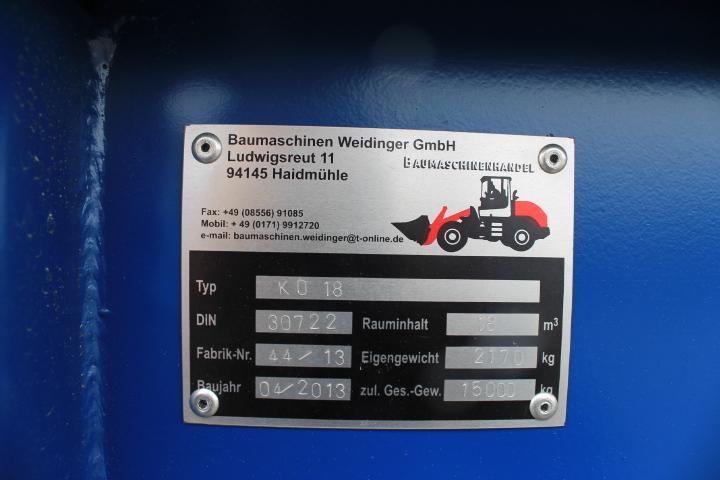 Baumaschinen Weidinger GmbH
Ludwigsreut 11
94145 Haidmühle
BAUMASCHINENHANDEL
Fax: +49 (08556) 91085
Mobil: + 49 (0171) 9912720
e-mail: baumaschinen.weidinger@t-online.de
Typ KO 18
DIN 30722 Rauminhalt 18 m³
Fabrik-Nr. 44/13 Eigengewicht 2170 kg
Baujahr 04/2013 zul. Ges.-Gew. 15000 kg